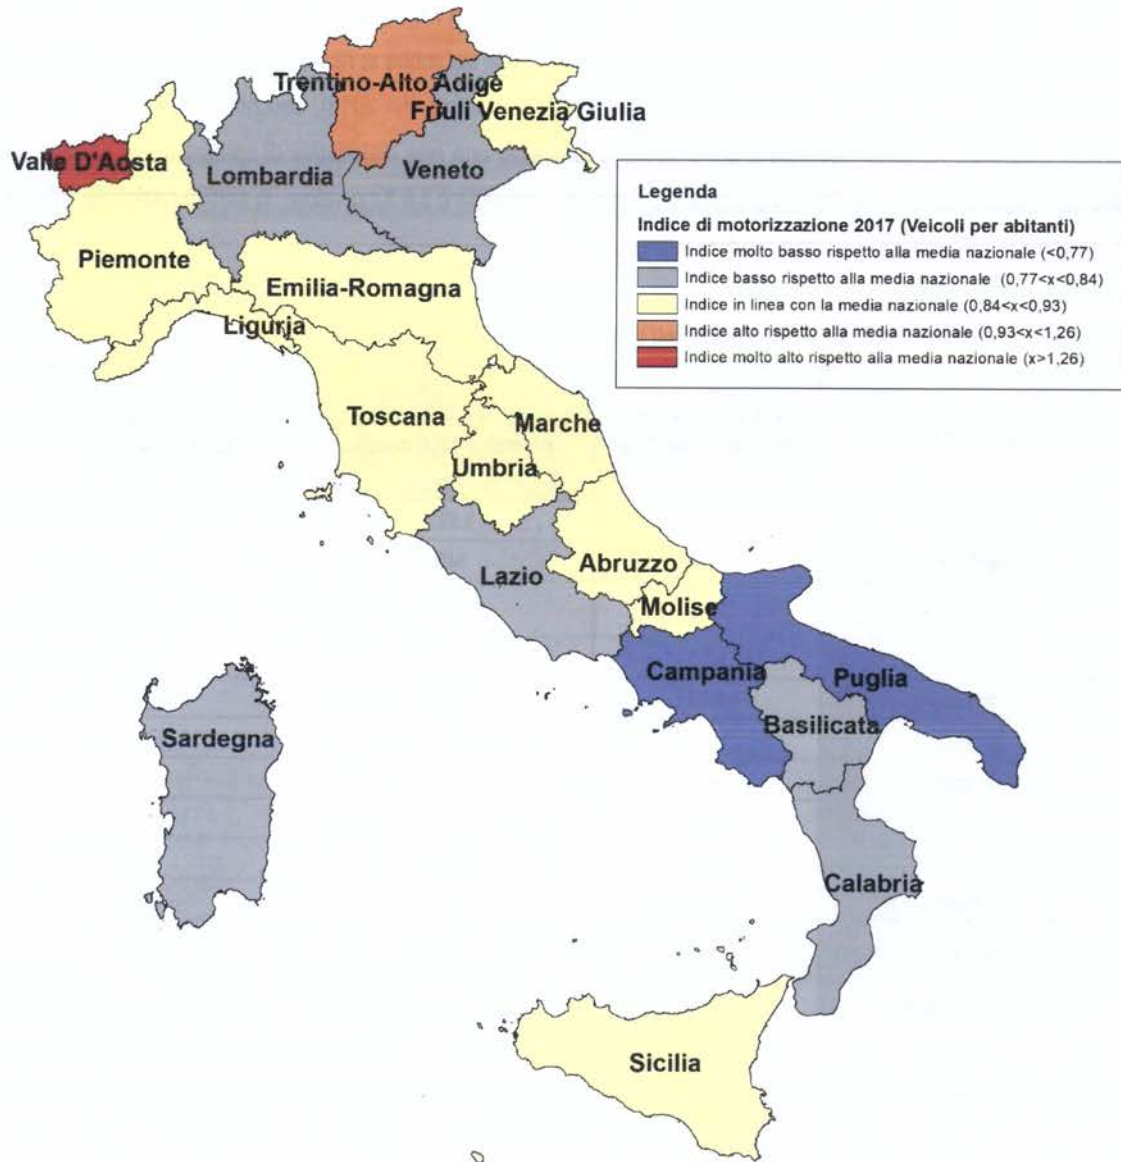 Trentino-Alto Adige
Friuli Venezia Giulia
Valle D'Aosta
Lombardia
Veneto
Legenda
Indice di motorizzazione 2017 (Veicoli per abitanti)
Indice molto basso rispetto alla media nazionale (<0,77)
Indice basso rispetto alla media nazionale (0,77<x<0,84)
Indice in linea con la media nazionale (0,84<x<0,93)
Indice alto rispetto alla media nazionale (0,93<x<1,26)
Indice molto alto rispetto alla media nazionale (x>1,26)
Piemonte
Emilia-Romagna
Liguria
Toscana
Marche
Umbria
Lazio
Abruzzo
Molise
Campania
Puglia
Basilicata
Sardegna
Calabria
Sicilia